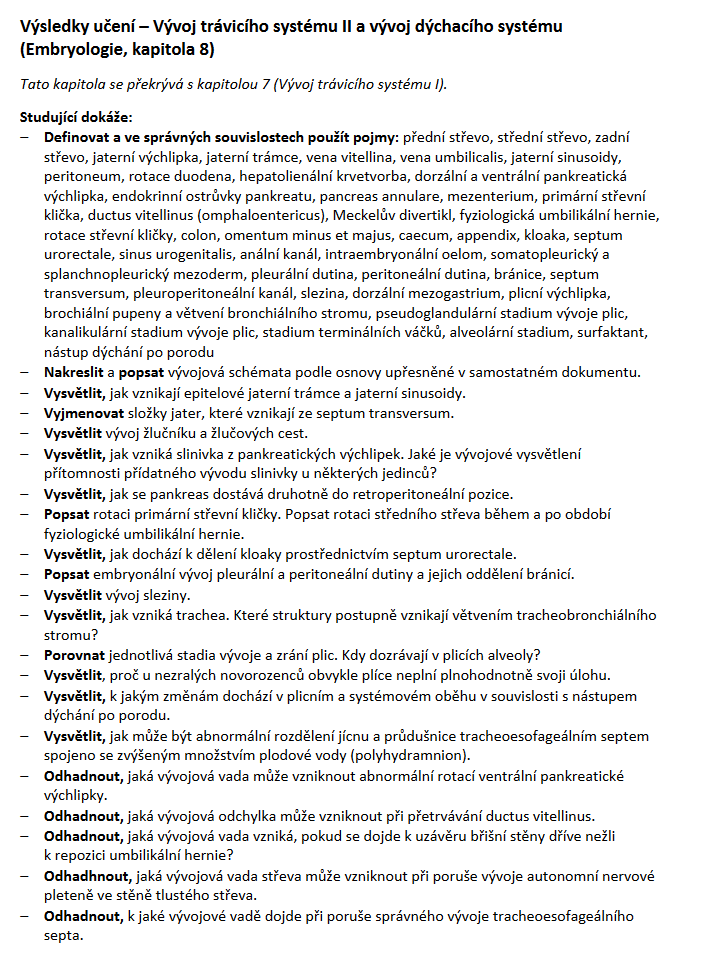 Výsledky učení – Vývoj trávicího systému II a vývoj dýchacího systému
(Embryologie, kapitola 8)
Tato kapitola se překrývá s kapitolou 7 (Vývoj trávicího systému I).
Studující dokáže:
– Definovat a ve správných souvislostech použít pojmy: přední střevo, střední střevo, zadní
střevo, jaterní výchlipka, jaterní trámce, vena vitellina, vena umbilicalis, jaterní sinusoidy,
peritoneum, rotace duodena, hepatolienální krvetvorba, dorzální a ventrální pankreatická
výchlipka, endokrinní ostrůvky pankreatu, pancreas annulare, mezenterium, primární střevní
klička, ductus vitellinus (omphaloentericus), Meckelův divertikl, fyziologická umbilikální hernie,
rotace střevní kličky, colon, omentum minus et majus, caecum, appendix, kloaka, septum
urorectale, sinus urogenitalis, anální kanál, intraembryonální oelom, somatopleurický a
splanchnopleurický mezoderm, pleurální dutina, peritoneální dutina, bránice, septum
transversum, pleuroperitoneální kanál, slezina, dorzální mezogastrium, plicní výchlipka,
brochiální pupeny a větvení bronchiálního stromu, pseudoglandulární stadium vývoje plic,
kanalikulární stadium vývoje plic, stadium terminálních váčků, alveolární stadium, surfaktant,
nástup dýchání po porodu
– Nakreslit a popsat vývojová schémata podle osnovy upřesněné v samostatném dokumentu.
– Vysvětlit, jak vznikají epitelové jaterní trámce a jaterní sinusoidy.
– Vyjmenovat složky jater, které vznikají ze septum transversum.
– Vysvětlit vývoj žlučníku a žlučových cest.
– Vysvětlit, jak vzniká slinivka z pankreatických výchlipek. Jaké je vývojové vysvětlení
přítomnosti přídatného vývodu slinivky u některých jedinců?
– Vysvětlit, jak se pankreas dostává druhotně do retroperitoneální pozice.
– Popsat rotaci primární střevní kličky. Popsat rotaci středního střeva během a po období
fyziologické umbilikální hernie.
– Vysvětlit, jak dochází k dělení kloaky prostřednictvím septum urorectale.
– Popsat embryonální vývoj pleurální a peritoneální dutiny a jejich oddělení bránicí.
– Vysvětlit vývoj sleziny.
– Vysvětlit, jak vzniká trachea. Které struktury postupně vznikají větvením tracheobronchiálního
stromu?
– Porovnat jednotlivá stadia vývoje a zrání plic. Kdy dozrávají v plicích alveoly?
– Vysvětlit, proč u nezralých novorozenců obvykle plíce neplní plnohodnotně svoji úlohu.
– Vysvětlit, k jakým změnám dochází v plicním a systémovém oběhu v souvislosti s nástupem
dýchání po porodu.
– Vysvětlit, jak může být abnormální rozdělení jícnu a průdušnice tracheoesofageálním septem
spojeno se zvýšeným množstvím plodové vody (polyhydramnion).
– Odhadnout, jaká vývojová vada může vzniknout abnormální rotací ventrální pankreatické
výchlipky.
– Odhadnout, jaká vývojová odchylka může vzniknout při přetrvávání ductus vitellinus.
– Odhadnout, jaká vývojová vada vzniká, pokud se dojde k uzávěru břišní stěny dříve nežli
k repozici umbilikální hernie?
– Odhadhnout, jaká vývojová vada střeva může vzniknout při poruše vývoje autonomní nervové
pleteně ve stěně tlustého střeva.
– Odhadnout, k jaké vývojové vadě dojde při poruše správného vývoje tracheoesofageálního
septa.